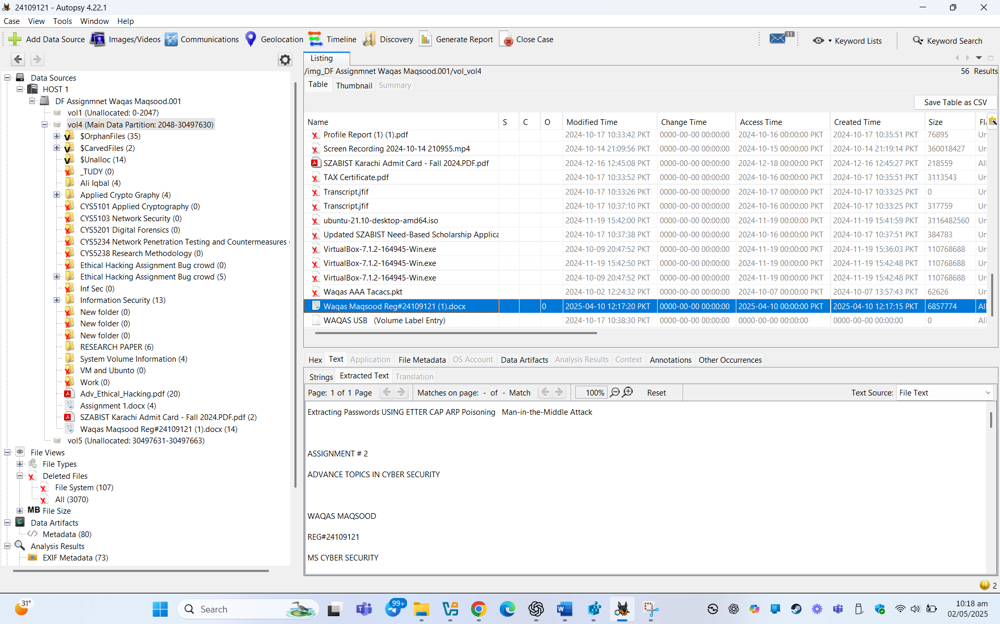 24109121 - Autopsy 4.22.1
Case View Tools Window Help
Add Data Source Images/Videos Communications Geolocation Timeline Discovery Generate Report Close Case 11 Keyword Lists Keyword Search
Data Sources
HOST 1
DF Assignmnet Waqas Maqsood.001
vol1 (Unallocated: 0-2047)
vol4 (Main Data Partition: 2048-30497630)
$OrphanFiles (35)
$CarvedFiles (2)
$Unalloc (14)
_TUDY (0)
Ali Iqbal (4)
Applied Crypto Graphy (4)
CYS5101 Applied Cryptography (0)
CYS5103 Network Security (0)
CYS5201 Digital Forensics (0)
CYS5234 Network Penetration Testing and Countermeasures
CYS5238 Research Methodology (0)
Ethical Hacking Assignment Bug crowd (0)
Ethical Hacking Assignment Bug crowd (5)
Inf Sec (0)
Information Security (13)
New folder (0)
New folder (0)
New folder (0)
RESEARCH PAPER (6)
System Volume Information (4)
VM and Ubunto (0)
Work (0)
Adv_Ethical_Hacking.pdf (20)
Assignment 1.docx (4)
SZABIST Karachi Admit Card - Fall 2024.PDF.pdf (2)
Waqas Maqsood Reg#24109121 (1).docx (14)
vol5 (Unallocated: 30497631-30497663)
File Views
File Types
Deleted Files
File System (107)
All (3070)
MB File Size
Data Artifacts
Metadata (80)
Analysis Results
EXIF Metadata (73)
Listing
/img_DF Assignmnet Waqas Maqsood.001/vol_vol4 56 Results
Table Thumbnail Summary
Save Table as CSV
Name S C O Modified Time Change Time Access Time Created Time Size Fl
Profile Report (1) (1).pdf 2024-10-17 10:33:42 PKT 0000-00-00 00:00:00 2024-10-16 00:00:00 PKT 2024-10-17 10:35:51 PKT 76895 Un
Screen Recording 2024-10-14 210955.mp4 2024-10-14 21:09:56 PKT 0000-00-00 00:00:00 2024-10-15 00:00:00 PKT 2024-10-14 21:19:14 PKT 360018427 Un
SZABIST Karachi Admit Card - Fall 2024.PDF.pdf 2024-12-16 12:45:08 PKT 0000-00-00 00:00:00 2024-12-18 00:00:00 PKT 2024-12-16 12:45:27 PKT 218559 All
TAX Certificate.pdf 2024-10-17 10:33:52 PKT 0000-00-00 00:00:00 2024-10-16 00:00:00 PKT 2024-10-17 10:35:51 PKT 3113543 Un
Transcript.jfif 2024-10-17 10:33:26 PKT 0000-00-00 00:00:00 2024-10-17 00:00:00 PKT 2024-10-17 10:33:25 PKT 0 Un
Transcript.jfif 2024-10-17 10:37:10 PKT 0000-00-00 00:00:00 2024-10-16 00:00:00 PKT 2024-10-17 10:33:25 PKT 317759 Un
ubuntu-21.10-desktop-amd64.iso 2024-11-19 15:42:00 PKT 0000-00-00 00:00:00 2024-11-19 00:00:00 PKT 2024-11-19 15:41:59 PKT 3116482560 Un
Updated SZABIST Need-Based Scholarship Applica 2024-10-17 10:37:38 PKT 0000-00-00 00:00:00 2024-10-16 00:00:00 PKT 2024-10-17 10:37:51 PKT 384783 Un
VirtualBox-7.1.2-164945-Win.exe 2024-10-09 20:47:52 PKT 0000-00-00 00:00:00 2024-11-19 00:00:00 PKT 2024-11-19 15:36:03 PKT 110768688 Un
VirtualBox-7.1.2-164945-Win.exe 2024-11-19 15:42:50 PKT 0000-00-00 00:00:00 2024-11-19 00:00:00 PKT 2024-11-19 15:42:48 PKT 110768688 Un
VirtualBox-7.1.2-164945-Win.exe 2024-10-09 20:47:52 PKT 0000-00-00 00:00:00 2024-11-19 00:00:00 PKT 2024-11-19 15:42:48 PKT 110768688 Un
Waqas AAA Tacacs.pkt 2024-10-02 12:24:32 PKT 0000-00-00 00:00:00 2024-10-07 00:00:00 PKT 2024-10-07 13:57:43 PKT 62626 Un
Waqas Maqsood Reg#24109121 (1).docx 0 2025-04-10 12:17:20 PKT 0000-00-00 00:00:00 2025-04-10 00:00:00 PKT 2025-04-10 12:17:15 PKT 6857774 All
WAQAS USB (Volume Label Entry) 2024-10-17 10:38:30 PKT 0000-00-00 00:00:00 0000-00-00 00:00:00 0000-00-00 00:00:00 0 All
Hex Text Application File Metadata OS Account Data Artifacts Analysis Results Context Annotations Other Occurrences
Strings Extracted Text Translation
Page: 1 of 1 Page Matches on page: - of - Match 100% Reset Text Source: File Text
Extracting Passwords USING ETTER CAP ARP Poisoning Man-in-the-Middle Attack
ASSIGNMENT # 2
ADVANCE TOPICS IN CYBER SECURITY
WAQAS MAQSOOD
REG#24109121
MS CYBER SECURITY
2
31° Search 99+ 10:18 am
02/05/2025